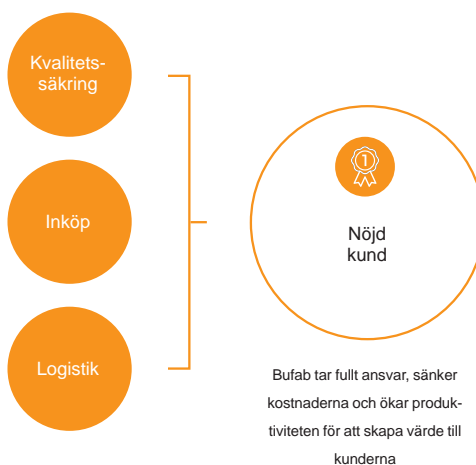 Kvalitets-
säkring
Inköp
Logistik
1
Nöjd
kund
Bufab tar fullt ansvar, sänker
kostnaderna och ökar produk-
tiviteten för att skapa värde till
kunderna